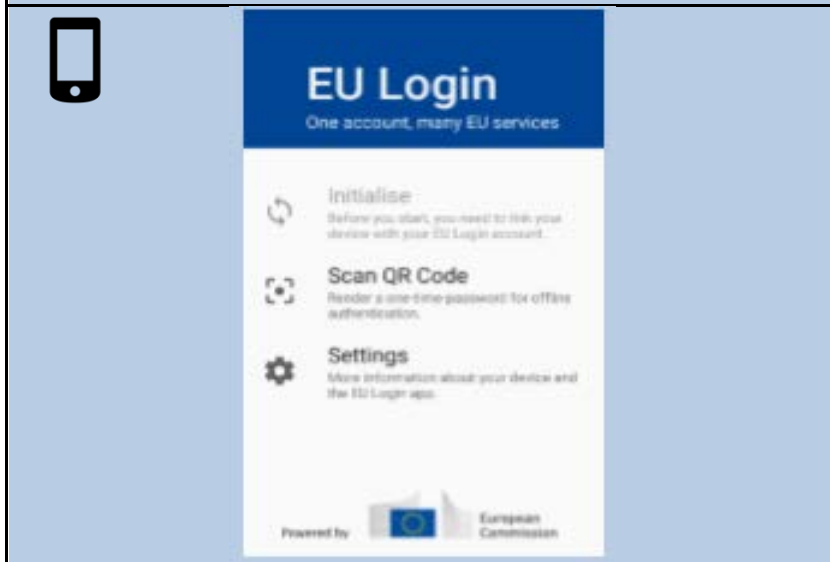 EU Login
One account, many EU services
Initialise
Before you start, you need to link your
device with your EU Login account.
Scan QR Code
Render a one-time-password for offline
authentication.
Settings
More information about your device and
the EU Login app.
Powered by
European
Commission